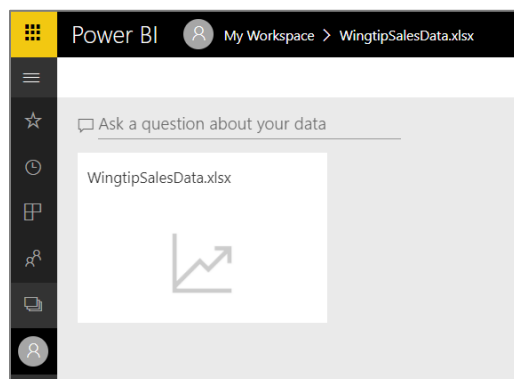 Power BI My Workspace > WingtipSalesData.xlsx
Ask a question about your data
WingtipSalesData.xlsx